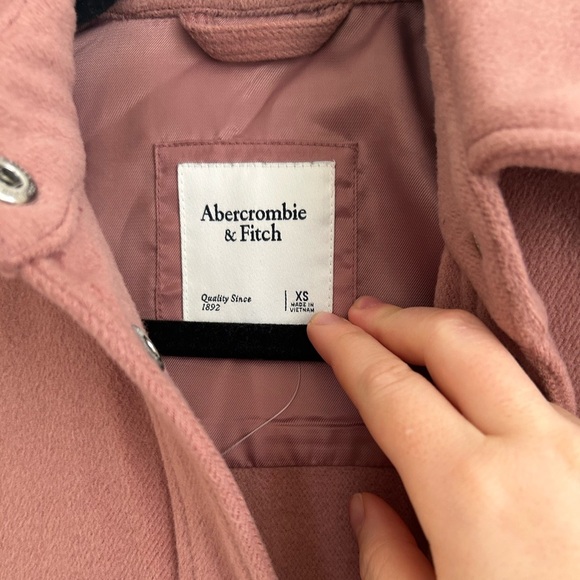 Abercrombie
& Fitch
Quality Since
1892
XS
MADE IN
VIETNAM